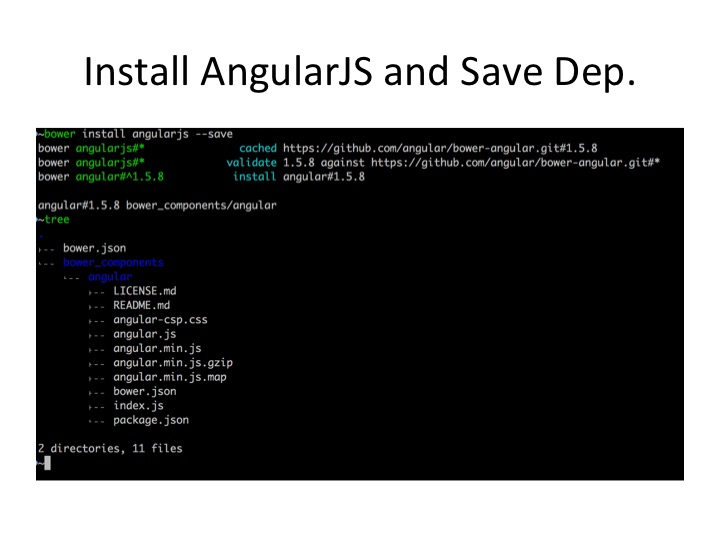 Install AngularJS and Save Dep.
~bower install angularjs --save
bower angularjs#* cached https://github.com/angular/bower-angular.git#1.5.8
bower angularjs#* validate 1.5.8 against https://github.com/angular/bower-angular.git#*
bower angular#^1.5.8 install angular#1.5.8
angular#1.5.8 bower_components/angular
~tree
.
├── bower.json
└── bower_components
└── angular
├── LICENSE.md
├── README.md
├── angular-csp.css
├── angular.js
├── angular.min.js
├── angular.min.js.gzip
├── angular.min.js.map
├── bower.json
├── index.js
└── package.json
2 directories, 11 files
~